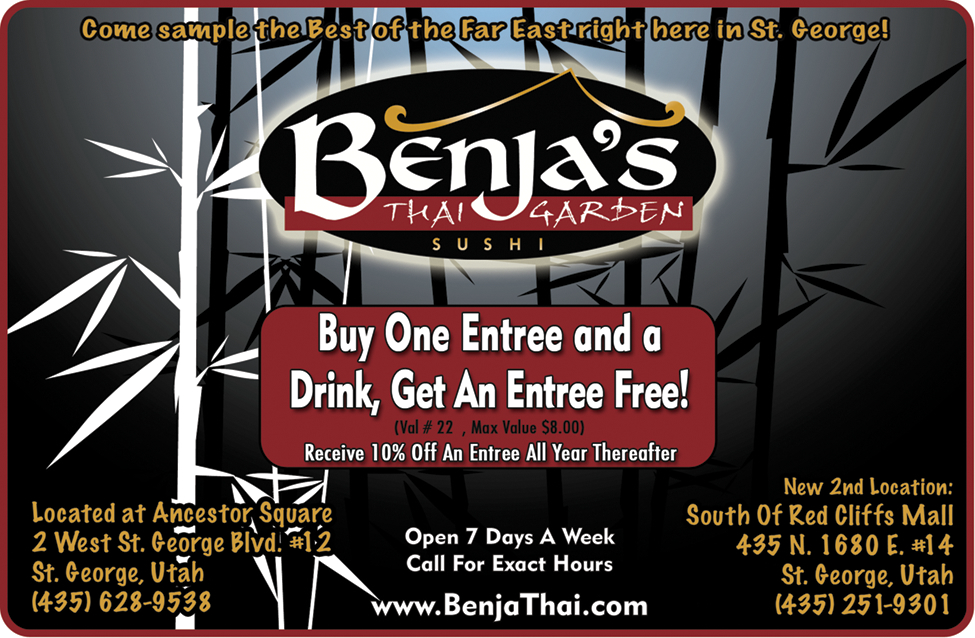 Come sample the Best of the Far East right here in St. George!
Benja's
THAI GARDEN
SUSHI
Buy One Entree and a
Drink, Get An Entree Free!
(Val # 22 , Max Value $8.00)
Receive 10% Off An Entree All Year Thereafter
Located at Ancestor Square
2 West St. George Blvd. #12
St. George, Utah
(435) 628-9538
Open 7 Days A Week
Call For Exact Hours
www.BenjaThai.com
New 2nd Location:
South Of Red Cliffs Mall
435 N. 1680 E. #14
St. George, Utah
(435) 251-9301